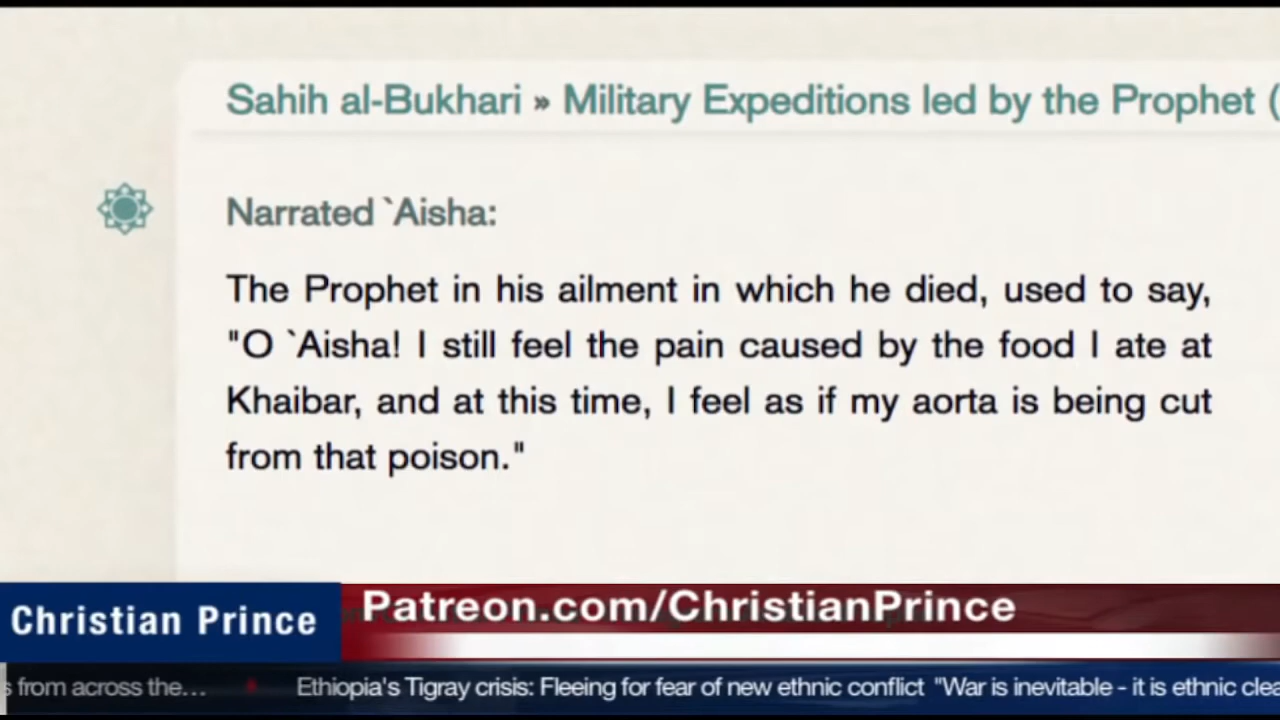 Sahih al-Bukhari » Military Expeditions led by the Prophet (
Narrated `Aisha:
The Prophet in his ailment in which he died, used to say,
"O `Aisha! I still feel the pain caused by the food I ate at
Khaibar, and at this time, I feel as if my aorta is being cut
from that poison."
Christian Prince
Patreon.com/ChristianPrince
s from across the... Ethiopia's Tigray crisis: Fleeing for fear of new ethnic conflict "War is inevitable - it is ethnic clea